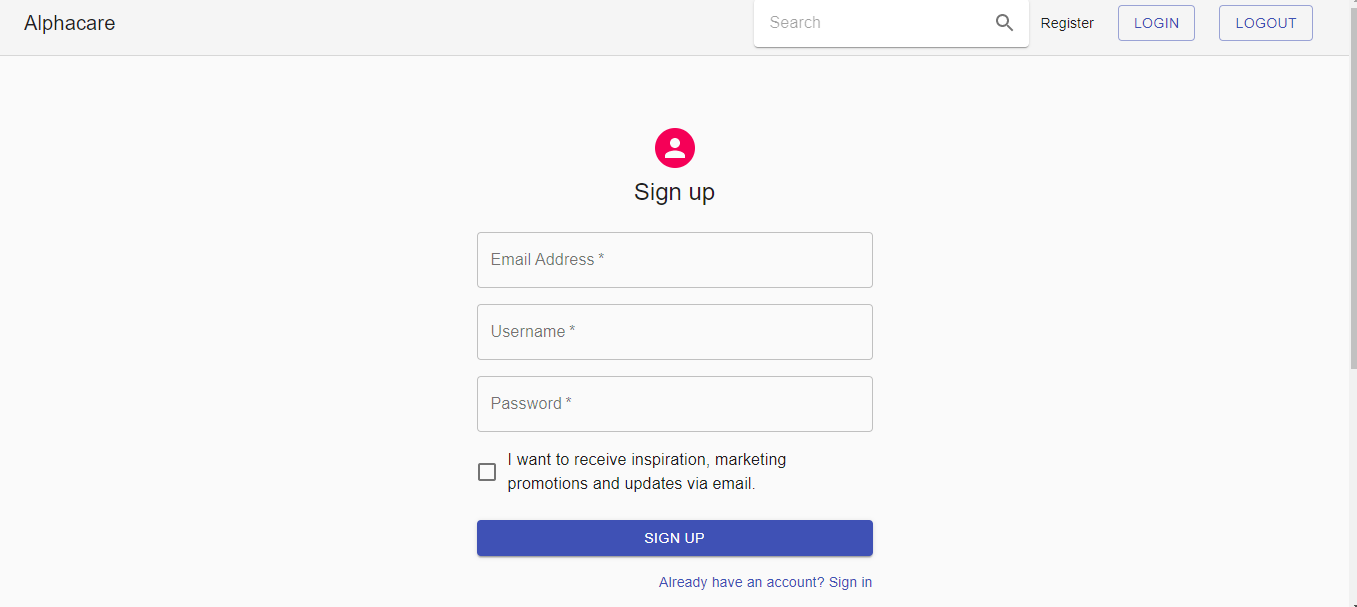 Alphacare
Search
Register
LOGIN
LOGOUT
Sign up
Email Address *
Username *
Password *
I want to receive inspiration, marketing
promotions and updates via email.
SIGN UP
Already have an account? Sign in